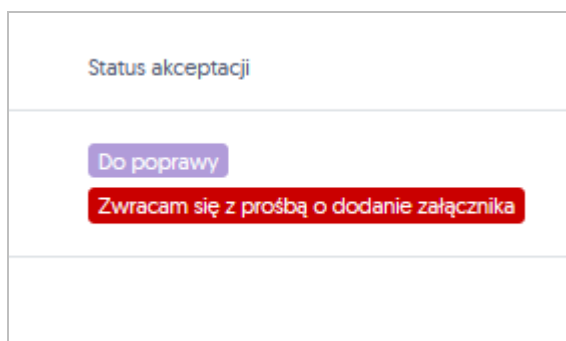 Status akceptacji
Do poprawy
Zwracam się z prośbą o dodanie załącznika